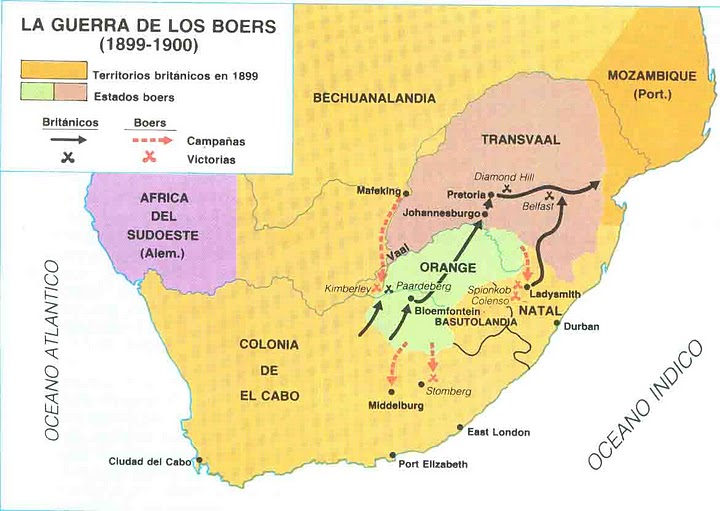 LA GUERRA DE LOS BOERS
(1899-1900)
Territorios británicos en 1899
Estados boers
Británicos
Boers
Campañas
Victorias
MOZAMBIQUE
(Port.)
BECHUANALANDIA
TRANSVAAL
Diamond Hill
Mafeking
Pretoria
Belfast
Johannesburgo
AFRICA
DEL
SUDOESTE
(Alem.)
Vaal
ORANGE
Kimberley
Paardeberg
Spionkob
Colenso
Ladysmith
Bloemfontein
NATAL
BASUTOLANDIA
Durban
COLONIA
DE
EL CABO
Stomberg
Middelburg
East London
Port Elizabeth
Ciudad del Cabo
OCEANO ATLANTICO
OCEANO INDICO